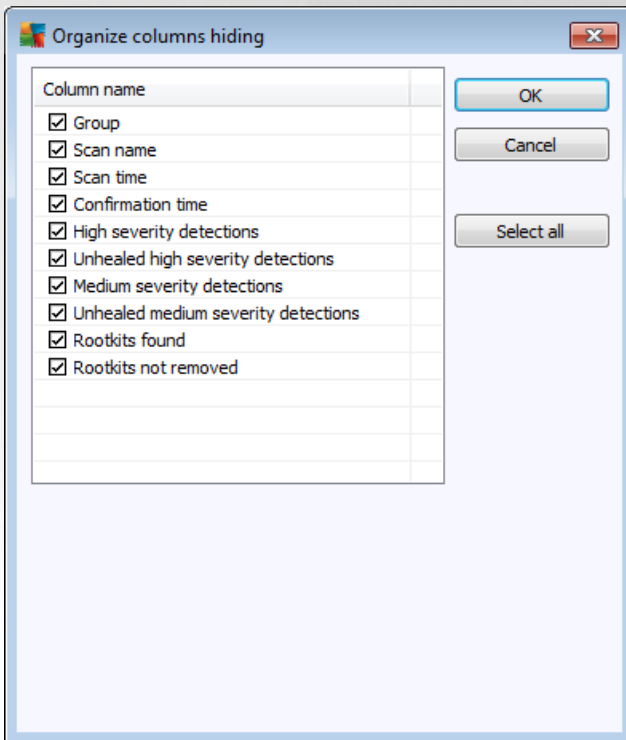 Organize columns hiding
Column name
Group
Scan name
Scan time
Confirmation time
High severity detections
Unhealed high severity detections
Medium severity detections
Unhealed medium severity detections
Rootkits found
Rootkits not removed
OK
Cancel
Select all